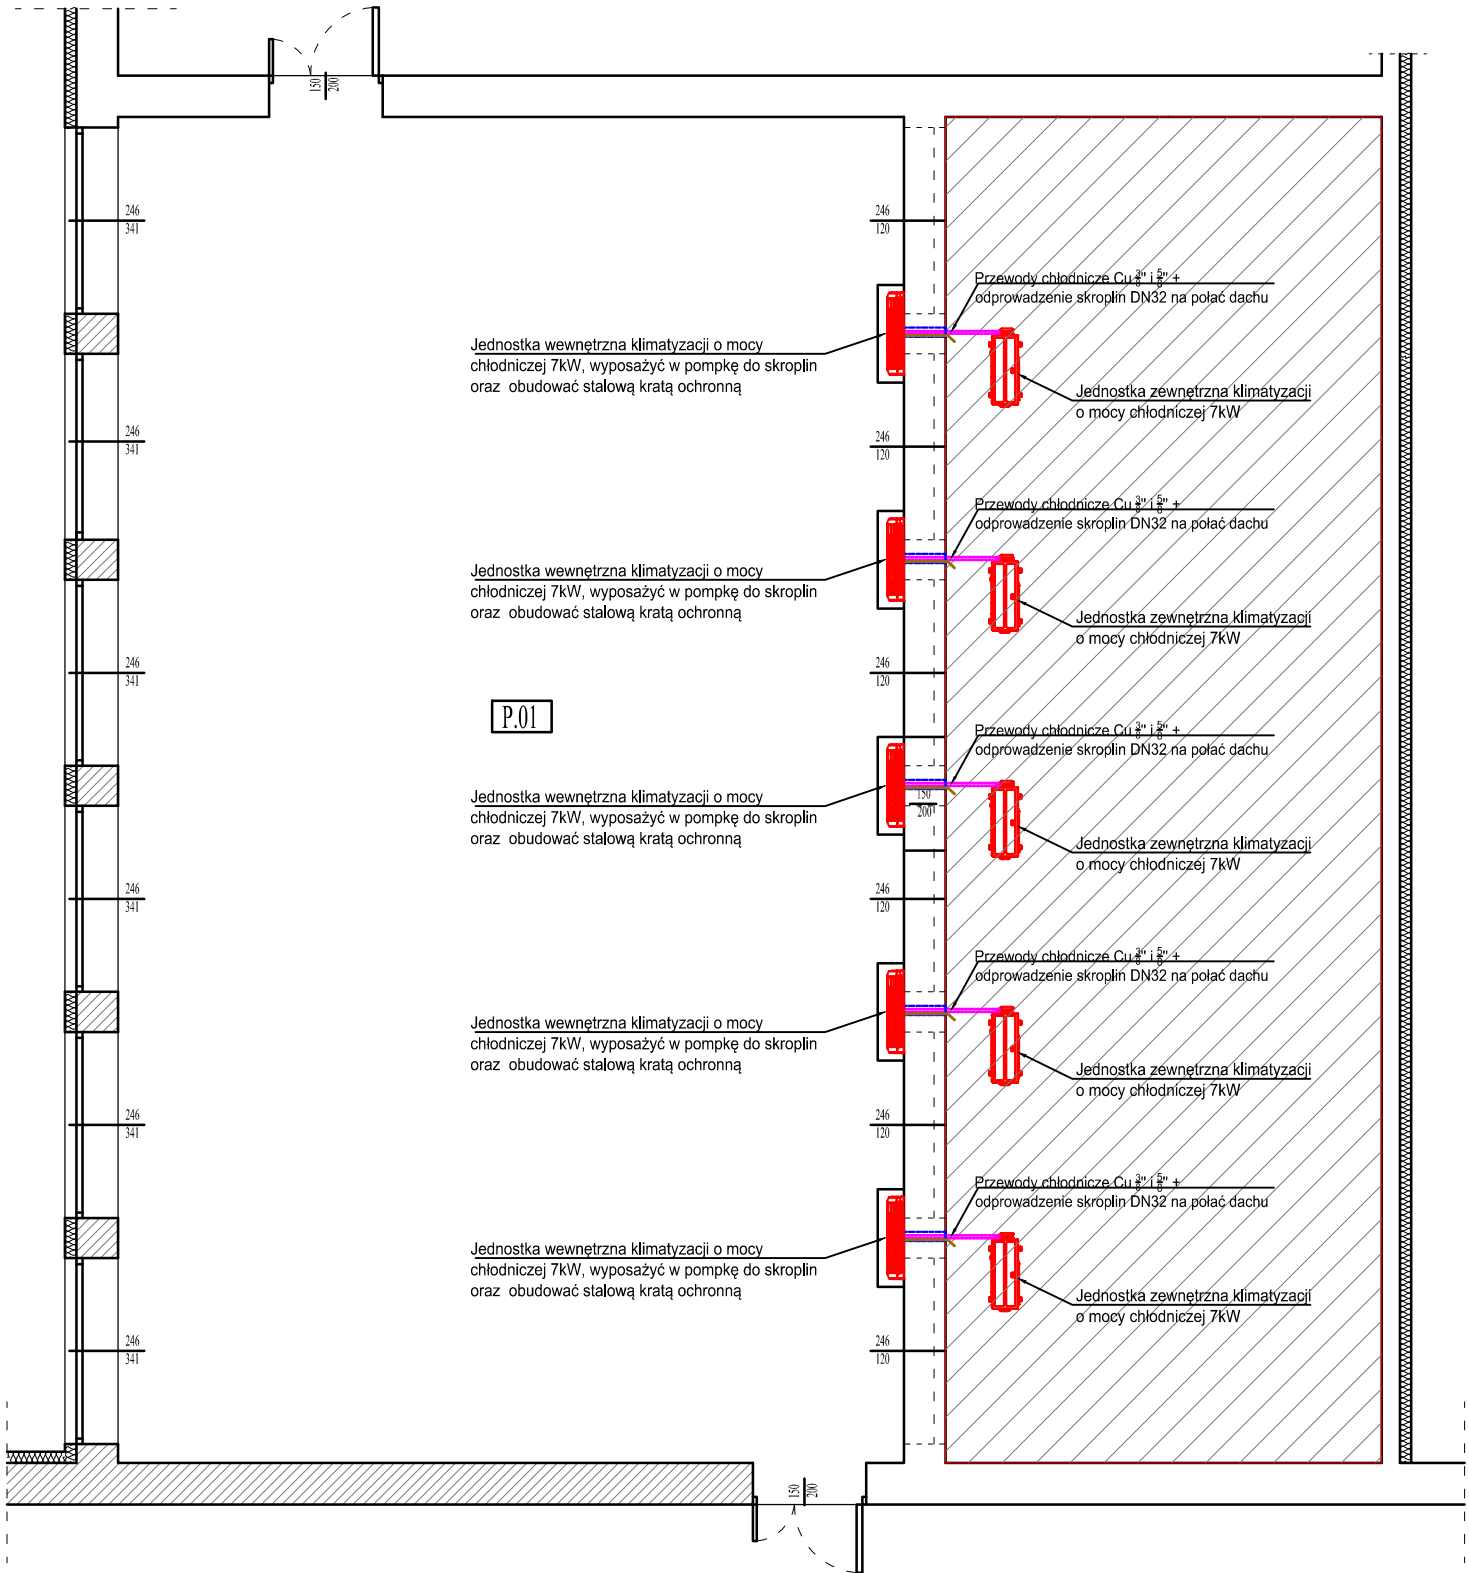 150
200
246
341
246
120
Przewody chłodnicze Cu 3/8" i 5/8" +
odprowadzenie skroplin DN32 na połać dachu
Jednostka wewnętrzna klimatyzacji o mocy
chłodniczej 7kW, wyposażyć w pompkę do skroplin
oraz obudować stalową kratą ochronną
Jednostka zewnętrzna klimatyzacji
o mocy chłodniczej 7kW
246
341
246
120
Przewody chłodnicze Cu 3/8" i 5/8" +
odprowadzenie skroplin DN32 na połać dachu
Jednostka wewnętrzna klimatyzacji o mocy
chłodniczej 7kW, wyposażyć w pompkę do skroplin
oraz obudować stalową kratą ochronną
Jednostka zewnętrzna klimatyzacji
o mocy chłodniczej 7kW
246
341
246
120
P.01
Przewody chłodnicze Cu 3/8" i 5/8" +
odprowadzenie skroplin DN32 na połać dachu
Jednostka wewnętrzna klimatyzacji o mocy
chłodniczej 7kW, wyposażyć w pompkę do skroplin
oraz obudować stalową kratą ochronną
150
200
Jednostka zewnętrzna klimatyzacji
o mocy chłodniczej 7kW
246
341
246
120
Przewody chłodnicze Cu 3/8" i 5/8" +
odprowadzenie skroplin DN32 na połać dachu
Jednostka wewnętrzna klimatyzacji o mocy
chłodniczej 7kW, wyposażyć w pompkę do skroplin
oraz obudować stalową kratą ochronną
Jednostka zewnętrzna klimatyzacji
o mocy chłodniczej 7kW
246
341
246
120
Przewody chłodnicze Cu 3/8" i 5/8" +
odprowadzenie skroplin DN32 na połać dachu
Jednostka wewnętrzna klimatyzacji o mocy
chłodniczej 7kW, wyposażyć w pompkę do skroplin
oraz obudować stalową kratą ochronną
Jednostka zewnętrzna klimatyzacji
o mocy chłodniczej 7kW
246
341
246
120
150
200